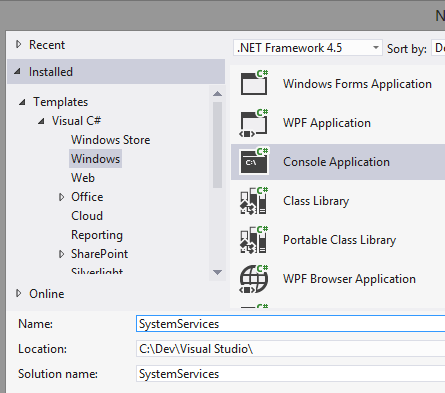 N
Recent
.NET Framework 4.5
Sort by:
De
Installed
Templates
Visual C#
Windows Store
Windows
Web
Office
Cloud
Reporting
SharePoint
Silverlight
Online
C#
Windows Forms Application
C#
WPF Application
C#
C:\
Console Application
C#
Class Library
C#
Portable Class Library
C#
WPF Browser Application
C#
Name:
SystemServices
Location:
C:\Dev\Visual Studio\
Solution name:
SystemServices